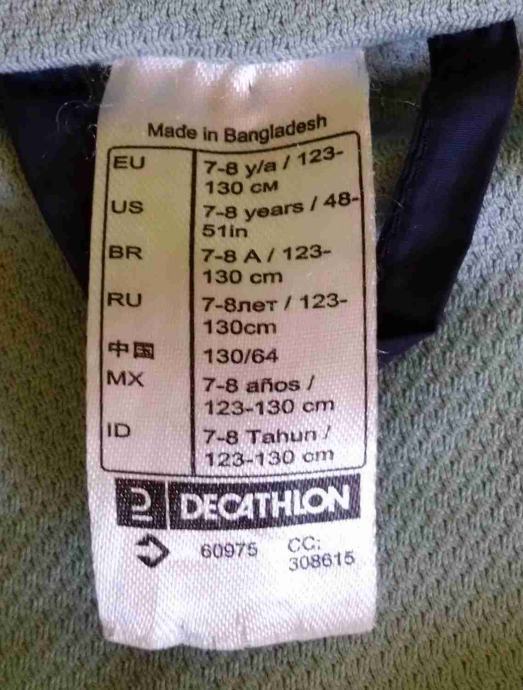 Made in Bangladesh
EU 7-8 y/a / 123-
130 см
US 7-8 years / 48-
51in
BR 7-8 A / 123-
130 cm
RU 7-8лет / 123-
130cm
中国 130/64
MX 7-8 años /
123-130 cm
ID 7-8 Tahun /
123-130 cm
DECATHLON
60975 CC:
308615